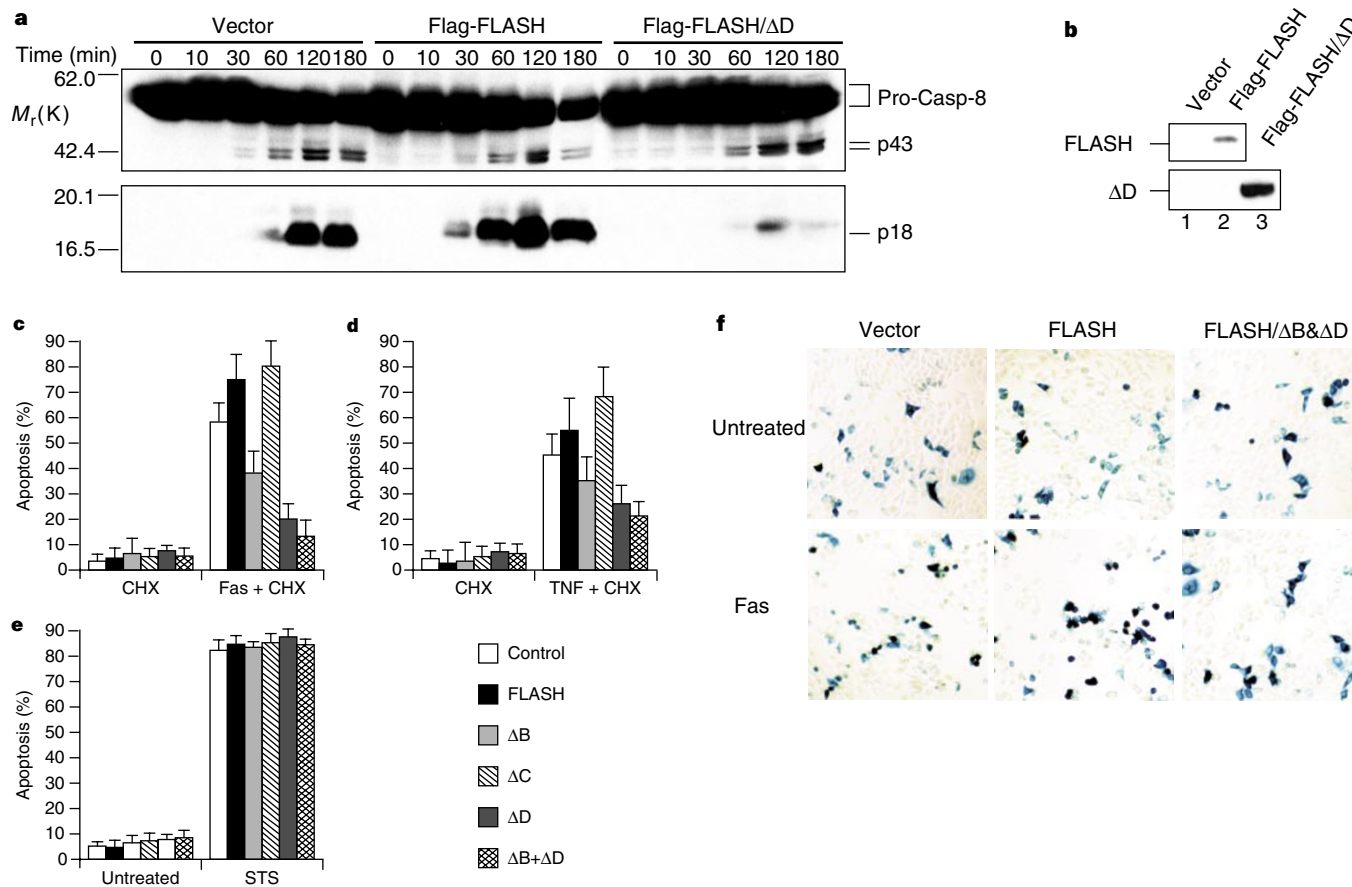 a
Vector Flag-FLASH Flag-FLASH/ΔD
Time (min) 0 10 30 60 120 180 0 10 30 60 120 180 0 10 30 60 120 180
62.0
Mr(K)
42.4
Pro-Casp-8
p43
20.1
16.5
p18
b
Vector
Flag-FLASH
Flag-FLASH/ΔD
FLASH
ΔD
1 2 3
c
Apoptosis (%)
90
80
70
60
50
40
30
20
10
0
CHX Fas + CHX
d
Apoptosis (%)
90
80
70
60
50
40
30
20
10
0
CHX TNF + CHX
e
Apoptosis (%)
90
80
70
60
50
40
30
20
10
0
Untreated STS
Control
FLASH
ΔB
ΔC
ΔD
ΔB+ΔD
f
Vector FLASH FLASH/ΔB&ΔD
Untreated
Fas